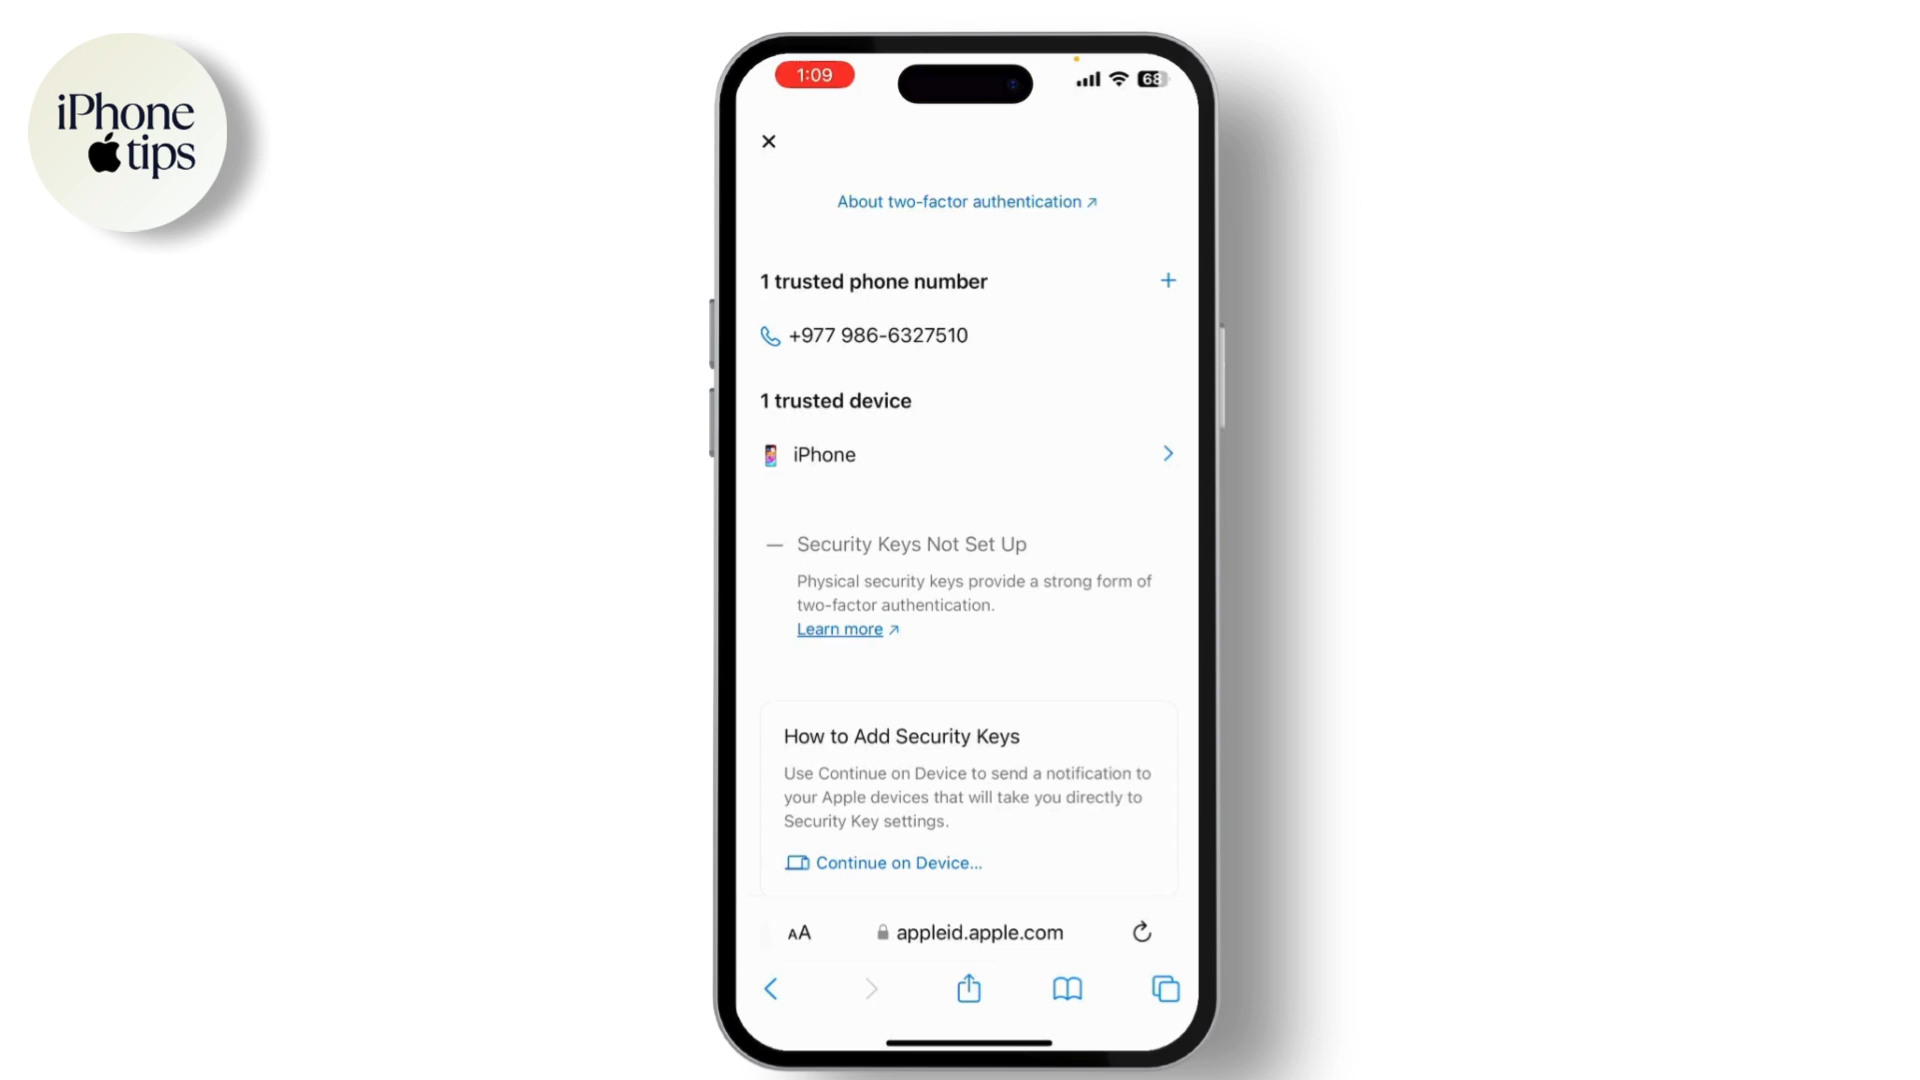 iPhone
tips
1:09
68
About two-factor authentication ↗
1 trusted phone number
+977 986-6327510
1 trusted device
iPhone
Security Keys Not Set Up
Physical security keys provide a strong form of
two-factor authentication.
Learn more ↗
How to Add Security Keys
Use Continue on Device to send a notification to
your Apple devices that will take you directly to
Security Key settings.
Continue on Device...
AA appleid.apple.com